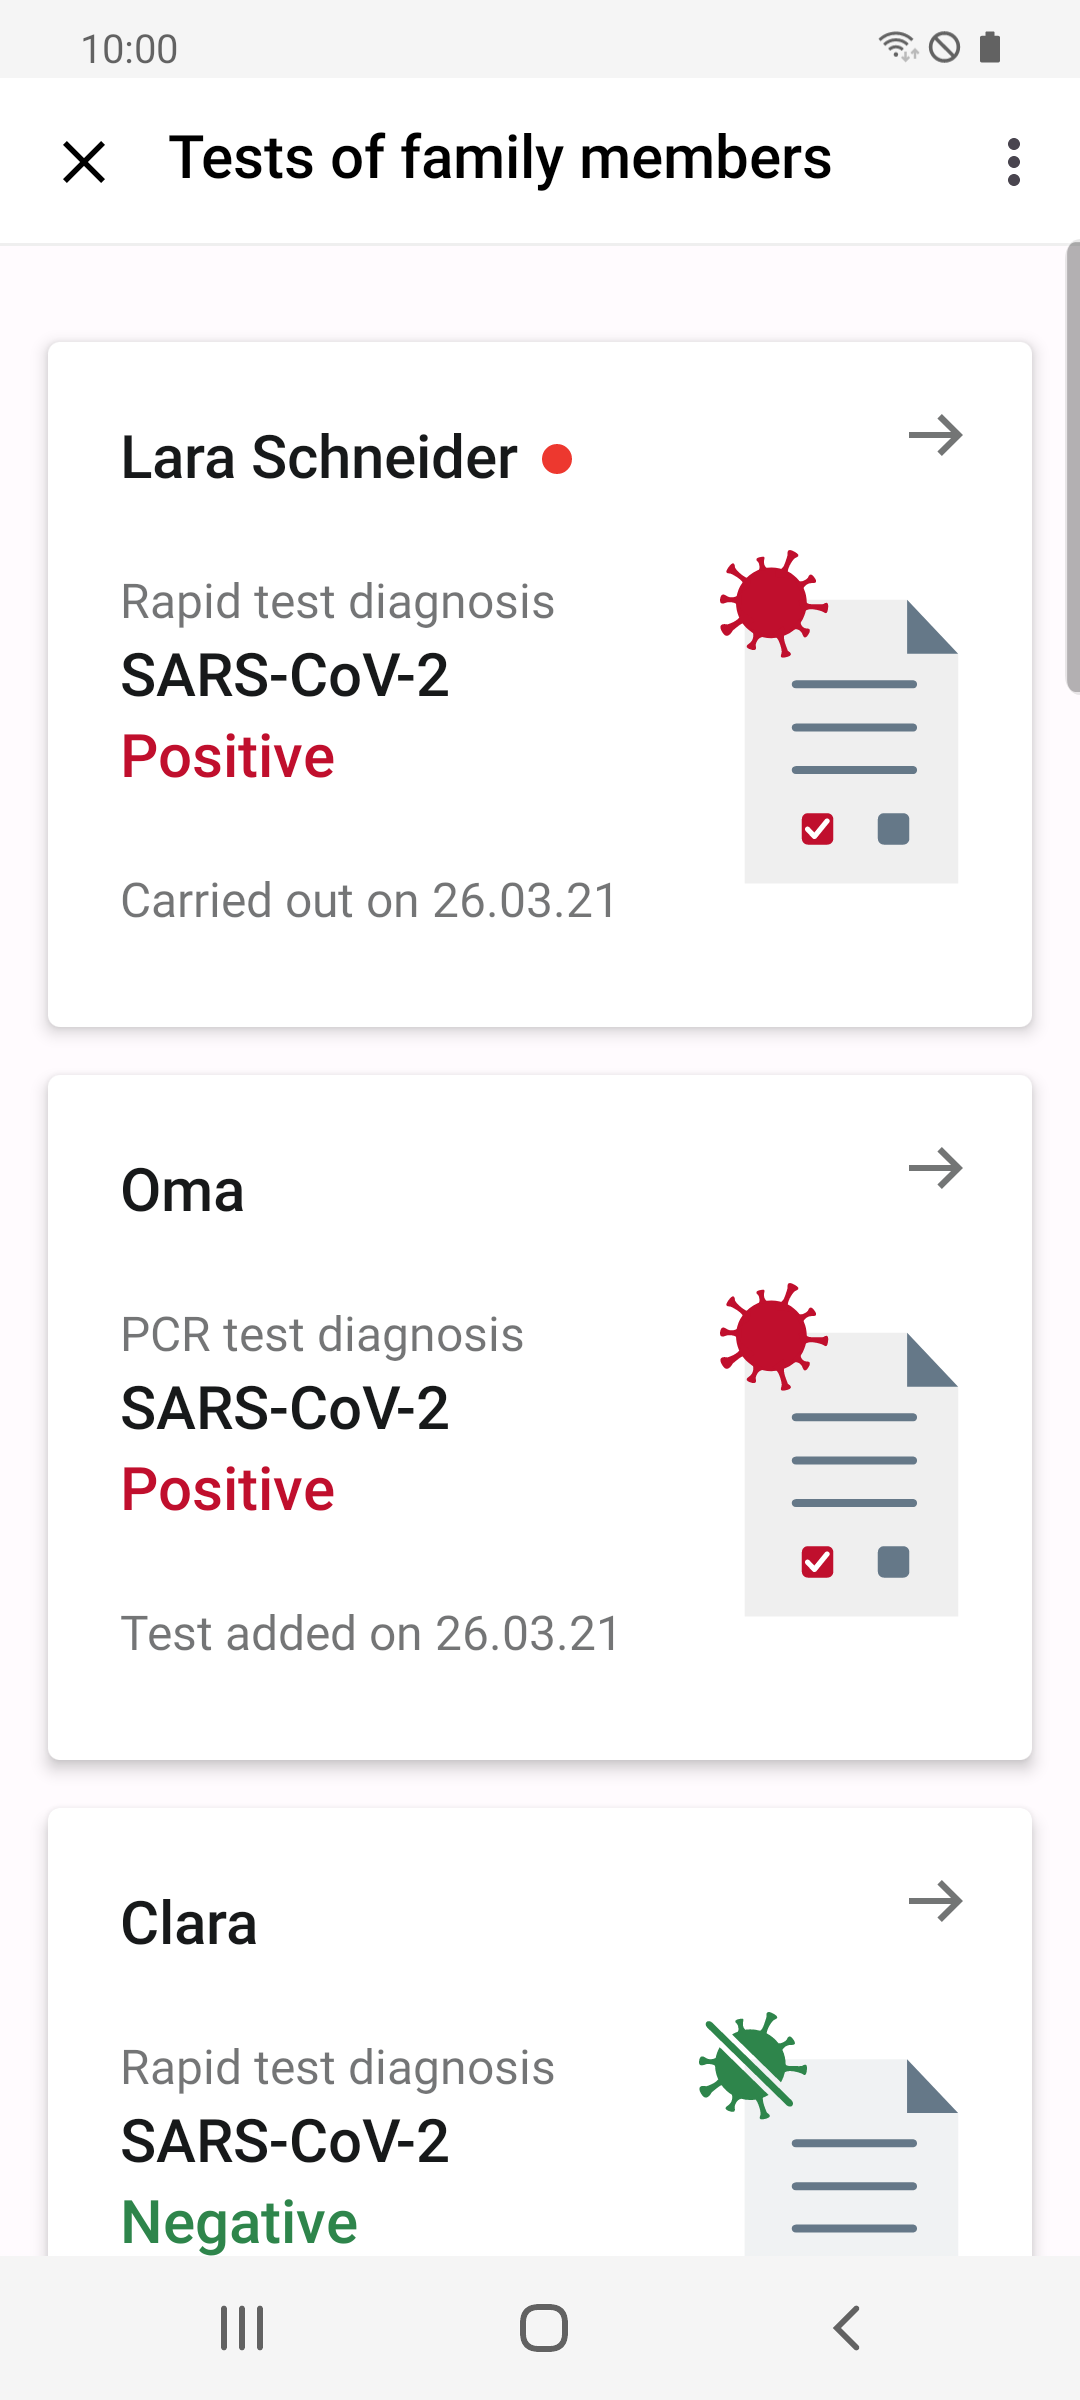 10:00
Tests of family members
Lara Schneider
Rapid test diagnosis
SARS-CoV-2
Positive
Carried out on 26.03.21
Oma
PCR test diagnosis
SARS-CoV-2
Positive
Test added on 26.03.21
Clara
Rapid test diagnosis
SARS-CoV-2
Negative